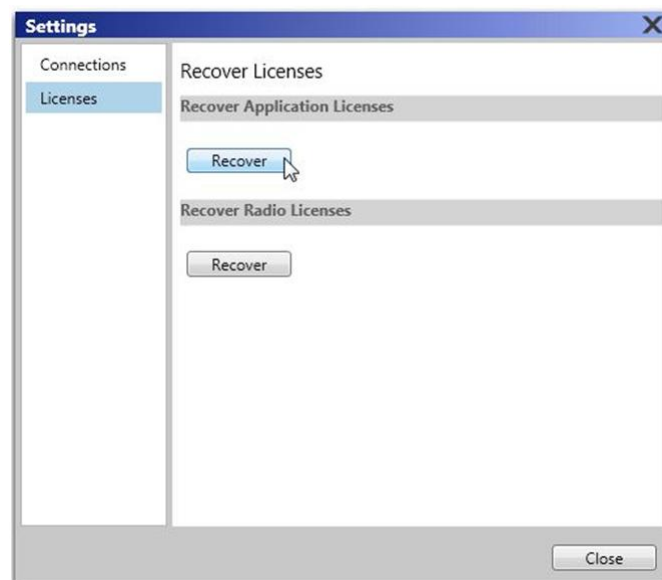 Settings
Connections
Licenses
Recover Licenses
Recover Application Licenses
Recover
Recover Radio Licenses
Recover
Close